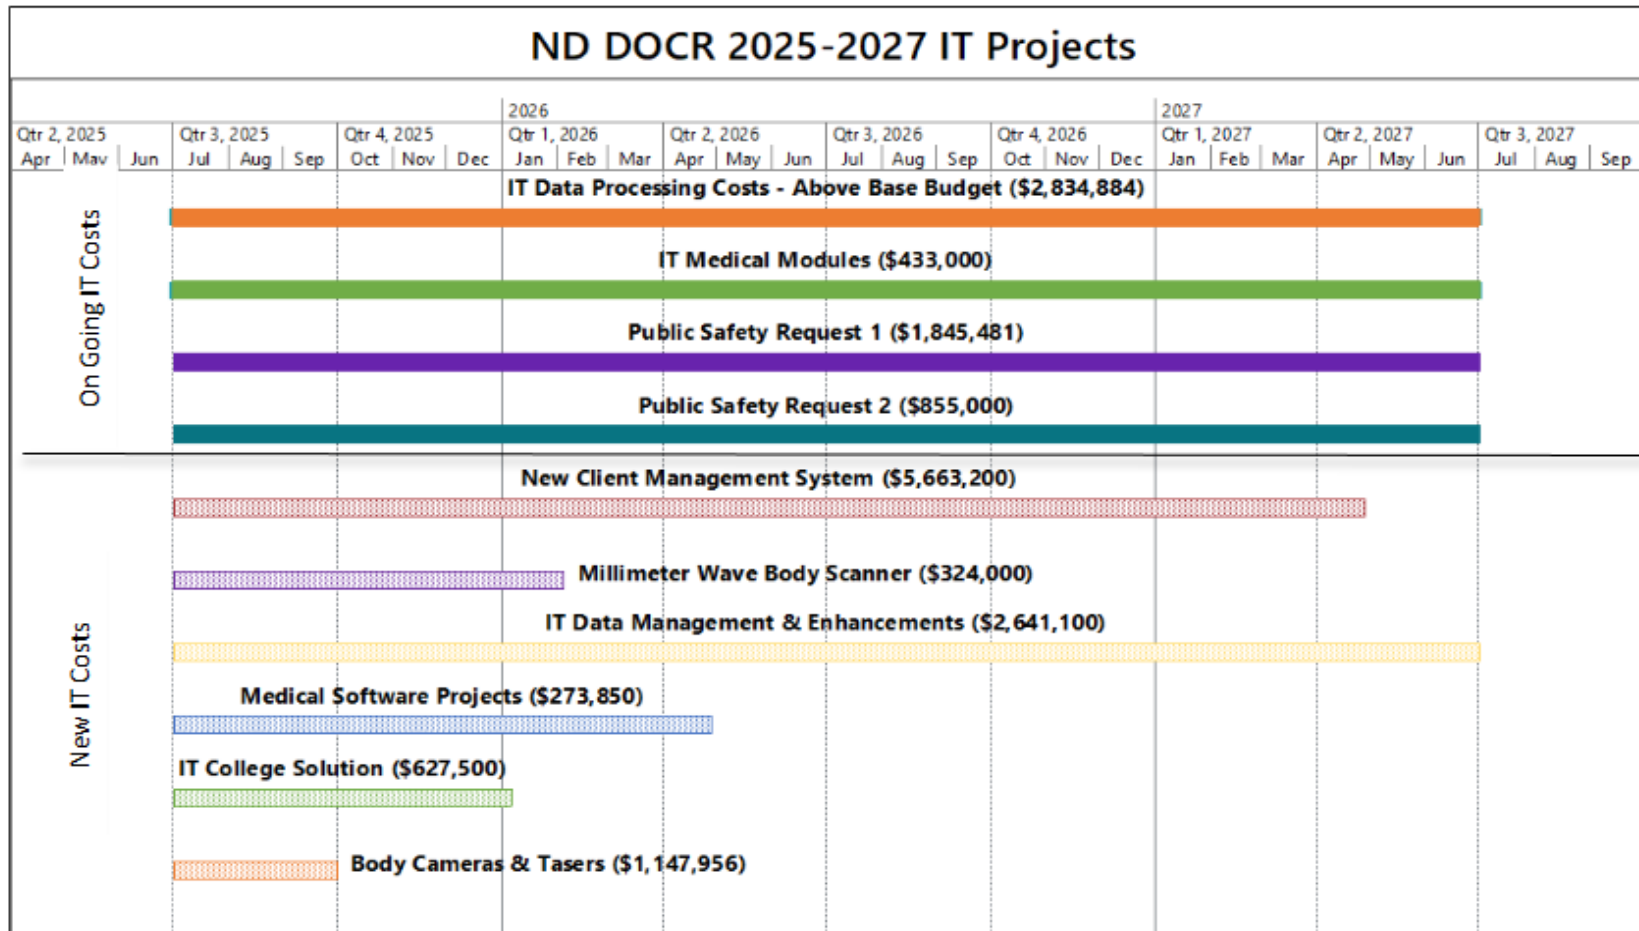 ND DOCR 2025-2027 IT Projects
2026 2027
Qtr 2, 2025 Qtr 3, 2025 Qtr 4, 2025 Qtr 1, 2026 Qtr 2, 2026 Qtr 3, 2026 Qtr 4, 2026 Qtr 1, 2027 Qtr 2, 2027 Qtr 3, 2027
Apr May Jun Jul Aug Sep Oct Nov Dec Jan Feb Mar Apr May Jun Jul Aug Sep Oct Nov Dec Jan Feb Mar Apr May Jun Jul Aug Sep
On Going IT Costs
IT Data Processing Costs - Above Base Budget ($2,834,884)
IT Medical Modules ($433,000)
Public Safety Request 1 ($1,845,481)
Public Safety Request 2 ($855,000)
New IT Costs
New Client Management System ($5,663,200)
Millimeter Wave Body Scanner ($324,000)
IT Data Management & Enhancements ($2,641,100)
Medical Software Projects ($273,850)
IT College Solution ($627,500)
Body Cameras & Tasers ($1,147,956)